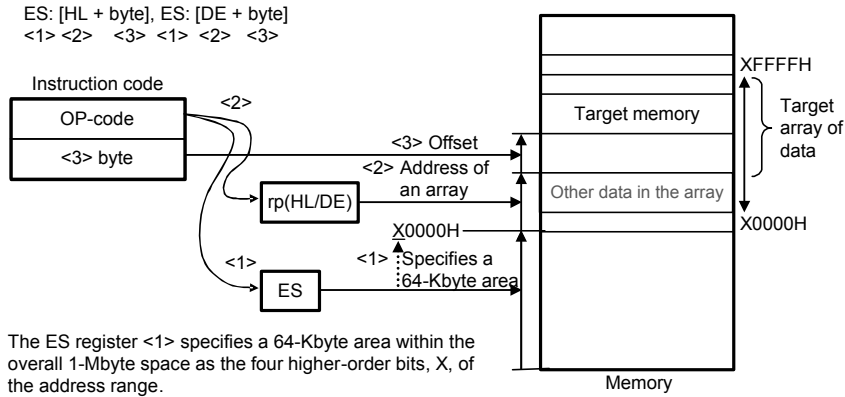 ES: [HL + byte], ES: [DE + byte]
<1> <2> <3> <1> <2> <3>
Instruction code
OP-code
<3> byte
<2>
<3> Offset
<2> Address of
an array
rp(HL/DE)
X0000H
<1>
<1> Specifies a
64-Kbyte area
ES
XFFFFH
Target memory
Target
array of
data
Other data in the array
X0000H
Memory
The ES register <1> specifies a 64-Kbyte area within the
overall 1-Mbyte space as the four higher-order bits, X, of
the address range.